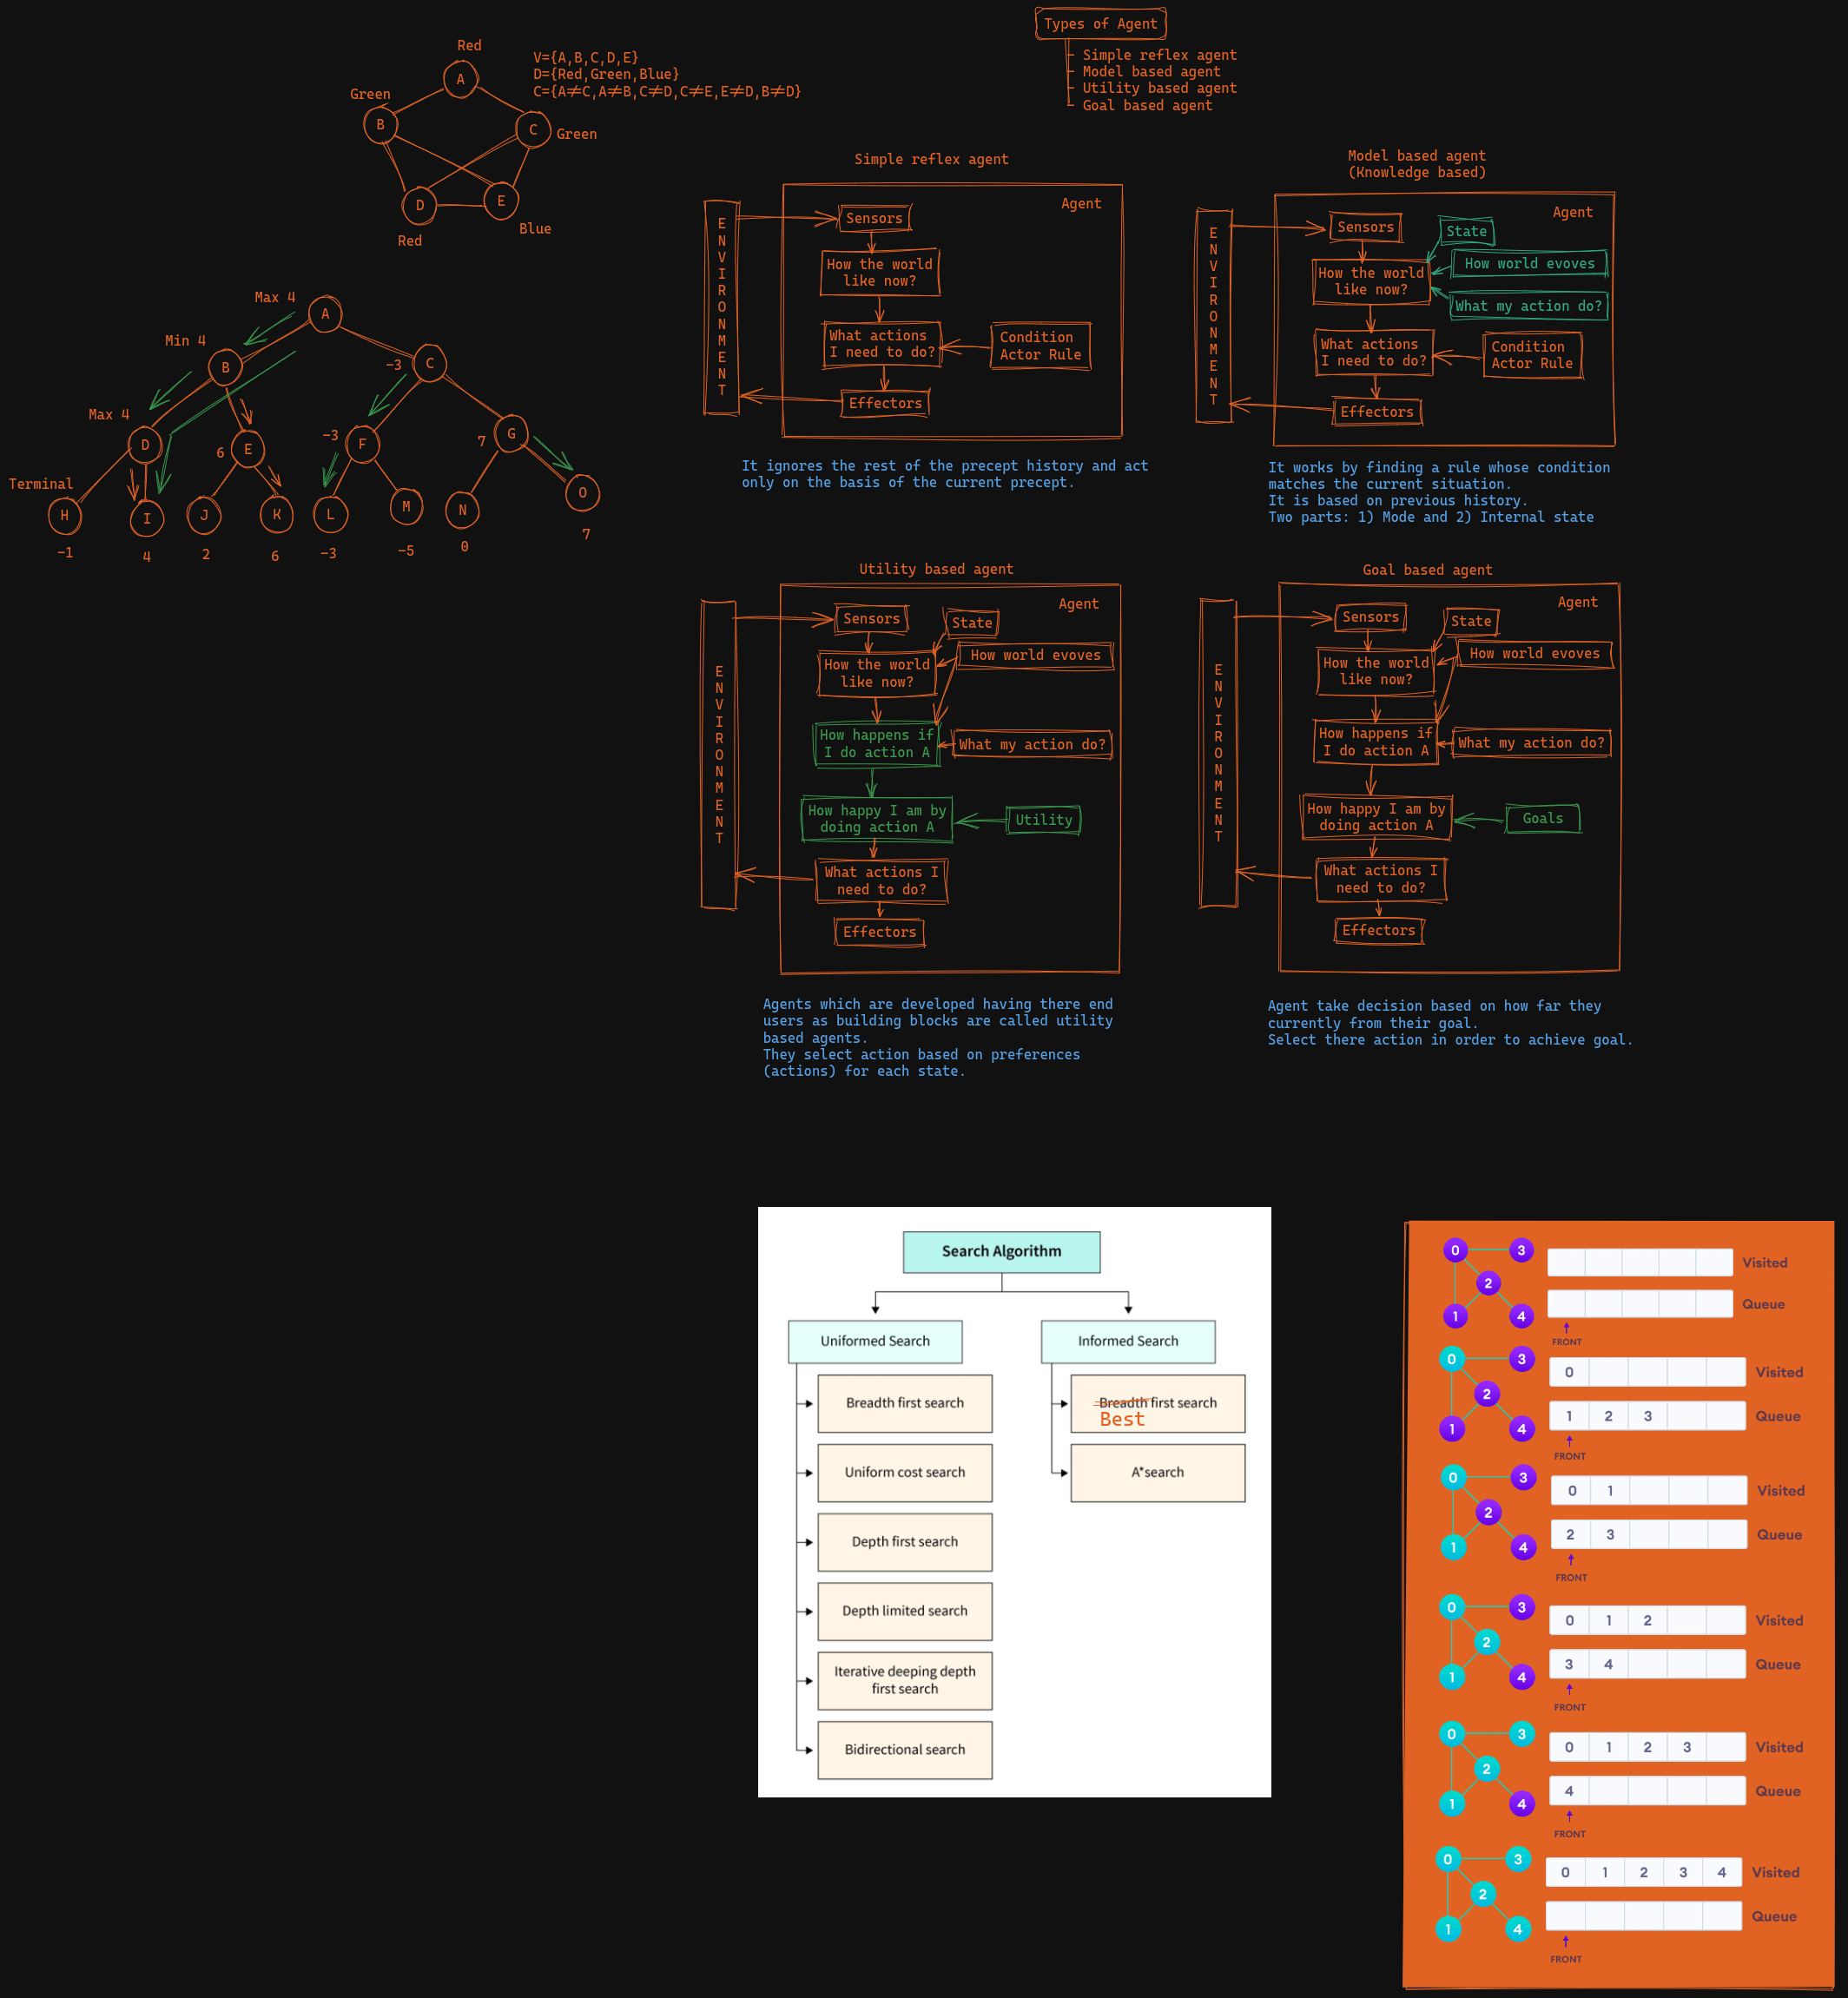 Red
A
V={A,B,C,D,E}
D={Red,Green,Blue}
C={A≠C,A≠B,C≠D,C≠E,E≠D,B≠D}
Green
B
C
Green
D
E
Red
Blue
Max 4
A
Min 4
B
-3
C
Max 4
D
6
E
-3
F
7
G
Terminal
H
I
J
K
L
M
N
O
-1
4
2
6
-3
-5
0
7
Types of Agent
Simple reflex agent
Model based agent
Utility based agent
Goal based agent
Simple reflex agent
ENVIRONMENT
Agent
Sensors
How the world
like now?
What actions
I need to do?
Condition
Actor Rule
Effectors
It ignores the rest of the precept history and act
only on the basis of the current precept.
Model based agent
(Knowledge based)
ENVIRONMENT
Agent
Sensors
State
How the world
like now?
How world evoves
What my action do?
What actions
I need to do?
Condition
Actor Rule
Effectors
It works by finding a rule whose condition
matches the current situation.
It is based on previous history.
Two parts: 1) Mode and 2) Internal state
Utility based agent
ENVIRONMENT
Agent
Sensors
State
How the world
like now?
How world evoves
How happens if
I do action A
What my action do?
How happy I am by
doing action A
Utility
What actions I
need to do?
Effectors
Agents which are developed having there end
users as building blocks are called utility
based agents.
They select action based on preferences
(actions) for each state.
Goal based agent
ENVIRONMENT
Agent
Sensors
State
How the world
like now?
How world evoves
How happens if
I do action A
What my action do?
How happy I am by
doing action A
Goals
What actions I
need to do?
Effectors
Agent take decision based on how far they
currently from their goal.
Select there action in order to achieve goal.
Search Algorithm
Uniformed Search
Informed Search
Breadth first search
Uniform cost search
Depth first search
Depth limited search
Iterative deeping depth
first search
Bidirectional search
Breadth first search
Best
A*search
0 3 2 1 4
Visited
Queue
FRONT
0 3 2 1 4
0 Visited
1 2 3 Queue
FRONT
0 3 2 1 4
0 1 Visited
2 3 Queue
FRONT
0 3 2 1 4
0 1 2 Visited
3 4 Queue
FRONT
0 3 2 1 4
0 1 2 3 Visited
4 Queue
FRONT
0 3 2 1 4
0 1 2 3 4 Visited
Queue
FRONT